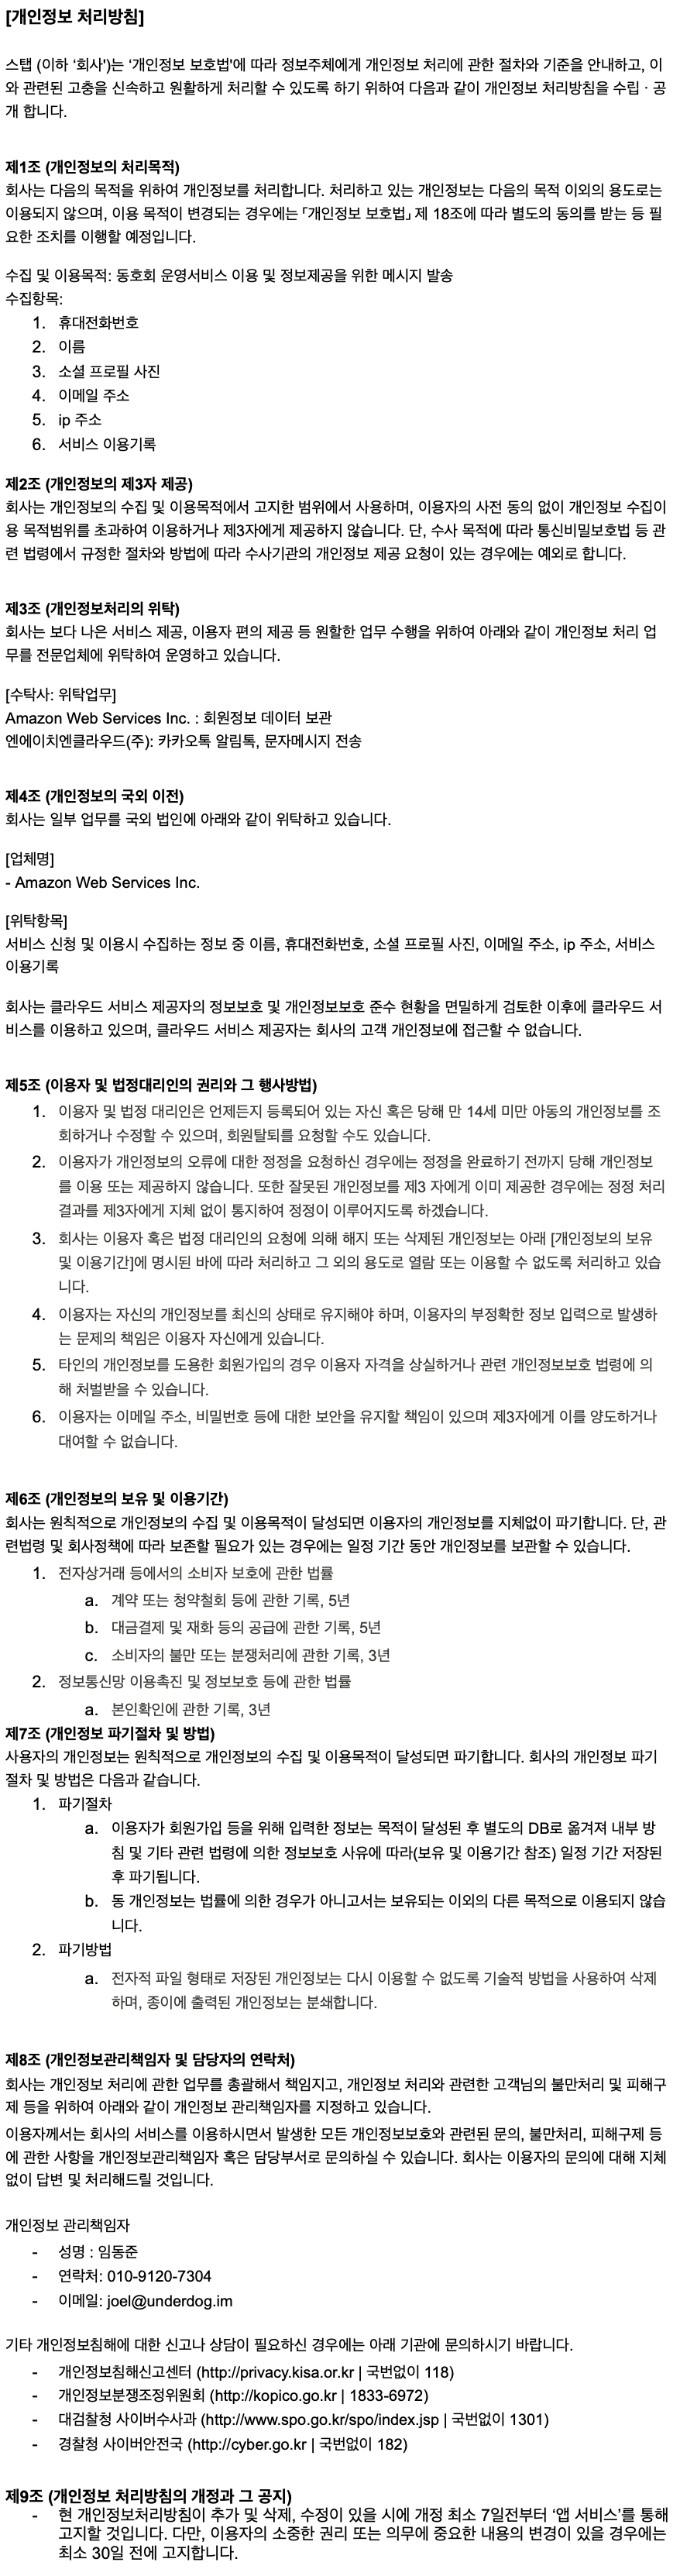 [개인정보 처리방침]
스탭 (이하 ‘회사')는 ‘개인정보 보호법'에 따라 정보주체에게 개인정보 처리에 관한 절차와 기준을 안내하고, 이
와 관련된 고충을 신속하고 원활하게 처리할 수 있도록 하기 위하여 다음과 같이 개인정보 처리방침을 수립 · 공
개 합니다.
제1조 (개인정보의 처리목적)
회사는 다음의 목적을 위하여 개인정보를 처리합니다. 처리하고 있는 개인정보는 다음의 목적 이외의 용도로는
이용되지 않으며, 이용 목적이 변경되는 경우에는 「개인정보 보호법」 제 18조에 따라 별도의 동의를 받는 등 필
요한 조치를 이행할 예정입니다.
수집 및 이용목적: 동호회 운영서비스 이용 및 정보제공을 위한 메시지 발송
수집항목:
1. 휴대전화번호
2. 이름
3. 소셜 프로필 사진
4. 이메일 주소
5. ip 주소
6. 서비스 이용기록
제2조 (개인정보의 제3자 제공)
회사는 개인정보의 수집 및 이용목적에서 고지한 범위에서 사용하며, 이용자의 사전 동의 없이 개인정보 수집이
용 목적범위를 초과하여 이용하거나 제3자에게 제공하지 않습니다. 단, 수사 목적에 따라 통신비밀보호법 등 관
련 법령에서 규정한 절차와 방법에 따라 수사기관의 개인정보 제공 요청이 있는 경우에는 예외로 합니다.
제3조 (개인정보처리의 위탁)
회사는 보다 나은 서비스 제공, 이용자 편의 제공 등 원할한 업무 수행을 위하여 아래와 같이 개인정보 처리 업
무를 전문업체에 위탁하여 운영하고 있습니다.
[수탁사: 위탁업무]
Amazon Web Services Inc. : 회원정보 데이터 보관
엔에이치엔클라우드(주): 카카오톡 알림톡, 문자메시지 전송
제4조 (개인정보의 국외 이전)
회사는 일부 업무를 국외 법인에 아래와 같이 위탁하고 있습니다.
[업체명]
- Amazon Web Services Inc.
[위탁항목]
서비스 신청 및 이용시 수집하는 정보 중 이름, 휴대전화번호, 소셜 프로필 사진, 이메일 주소, ip 주소, 서비스
이용기록
회사는 클라우드 서비스 제공자의 정보보호 및 개인정보보호 준수 현황을 면밀하게 검토한 이후에 클라우드 서
비스를 이용하고 있으며, 클라우드 서비스 제공자는 회사의 고객 개인정보에 접근할 수 없습니다.
제5조 (이용자 및 법정대리인의 권리와 그 행사방법)
1. 이용자 및 법정 대리인은 언제든지 등록되어 있는 자신 혹은 당해 만 14세 미만 아동의 개인정보를 조
회하거나 수정할 수 있으며, 회원탈퇴를 요청할 수도 있습니다.
2. 이용자가 개인정보의 오류에 대한 정정을 요청하신 경우에는 정정을 완료하기 전까지 당해 개인정보
를 이용 또는 제공하지 않습니다. 또한 잘못된 개인정보를 제3 자에게 이미 제공한 경우에는 정정 처리
결과를 제3자에게 지체 없이 통지하여 정정이 이루어지도록 하겠습니다.
3. 회사는 이용자 혹은 법정 대리인의 요청에 의해 해지 또는 삭제된 개인정보는 아래 [개인정보의 보유
및 이용기간]에 명시된 바에 따라 처리하고 그 외의 용도로 열람 또는 이용할 수 없도록 처리하고 있습
니다.
4. 이용자는 자신의 개인정보를 최신의 상태로 유지해야 하며, 이용자의 부정확한 정보 입력으로 발생하
는 문제의 책임은 이용자 자신에게 있습니다.
5. 타인의 개인정보를 도용한 회원가입의 경우 이용자 자격을 상실하거나 관련 개인정보보호 법령에 의
해 처벌받을 수 있습니다.
6. 이용자는 이메일 주소, 비밀번호 등에 대한 보안을 유지할 책임이 있으며 제3자에게 이를 양도하거나
대여할 수 없습니다.
제6조 (개인정보의 보유 및 이용기간)
회사는 원칙적으로 개인정보의 수집 및 이용목적이 달성되면 이용자의 개인정보를 지체없이 파기합니다. 단, 관
련법령 및 회사정책에 따라 보존할 필요가 있는 경우에는 일정 기간 동안 개인정보를 보관할 수 있습니다.
1. 전자상거래 등에서의 소비자 보호에 관한 법률
a. 계약 또는 청약철회 등에 관한 기록, 5년
b. 대금결제 및 재화 등의 공급에 관한 기록, 5년
c. 소비자의 불만 또는 분쟁처리에 관한 기록, 3년
2. 정보통신망 이용촉진 및 정보보호 등에 관한 법률
a. 본인확인에 관한 기록, 3년
제7조 (개인정보 파기절차 및 방법)
사용자의 개인정보는 원칙적으로 개인정보의 수집 및 이용목적이 달성되면 파기합니다. 회사의 개인정보 파기
절차 및 방법은 다음과 같습니다.
1. 파기절차
a. 이용자가 회원가입 등을 위해 입력한 정보는 목적이 달성된 후 별도의 DB로 옮겨져 내부 방
침 및 기타 관련 법령에 의한 정보보호 사유에 따라(보유 및 이용기간 참조) 일정 기간 저장된
후 파기됩니다.
b. 동 개인정보는 법률에 의한 경우가 아니고서는 보유되는 이외의 다른 목적으로 이용되지 않습
니다.
2. 파기방법
a. 전자적 파일 형태로 저장된 개인정보는 다시 이용할 수 없도록 기술적 방법을 사용하여 삭제
하며, 종이에 출력된 개인정보는 분쇄합니다.
제8조 (개인정보관리책임자 및 담당자의 연락처)
회사는 개인정보 처리에 관한 업무를 총괄해서 책임지고, 개인정보 처리와 관련한 고객님의 불만처리 및 피해구
제 등을 위하여 아래와 같이 개인정보 관리책임자를 지정하고 있습니다.
이용자께서는 회사의 서비스를 이용하시면서 발생한 모든 개인정보보호와 관련된 문의, 불만처리, 피해구제 등
에 관한 사항을 개인정보관리책임자 혹은 담당부서로 문의하실 수 있습니다. 회사는 이용자의 문의에 대해 지체
없이 답변 및 처리해드릴 것입니다.
개인정보 관리책임자
- 성명 : 임동준
- 연락처: 010-9120-7304
- 이메일: joel@underdog.im
기타 개인정보침해에 대한 신고나 상담이 필요하신 경우에는 아래 기관에 문의하시기 바랍니다.
- 개인정보침해신고센터 (http://privacy.kisa.or.kr | 국번없이 118)
- 개인정보분쟁조정위원회 (http://kopico.go.kr | 1833-6972)
- 대검찰청 사이버수사과 (http://www.spo.go.kr/spo/index.jsp | 국번없이 1301)
- 경찰청 사이버안전국 (http://cyber.go.kr | 국번없이 182)
제9조 (개인정보 처리방침의 개정과 그 공지)
- 현 개인정보처리방침이 추가 및 삭제, 수정이 있을 시에 개정 최소 7일전부터 ‘앱 서비스’를 통해
고지할 것입니다. 다만, 이용자의 소중한 권리 또는 의무에 중요한 내용의 변경이 있을 경우에는
최소 30일 전에 고지합니다.